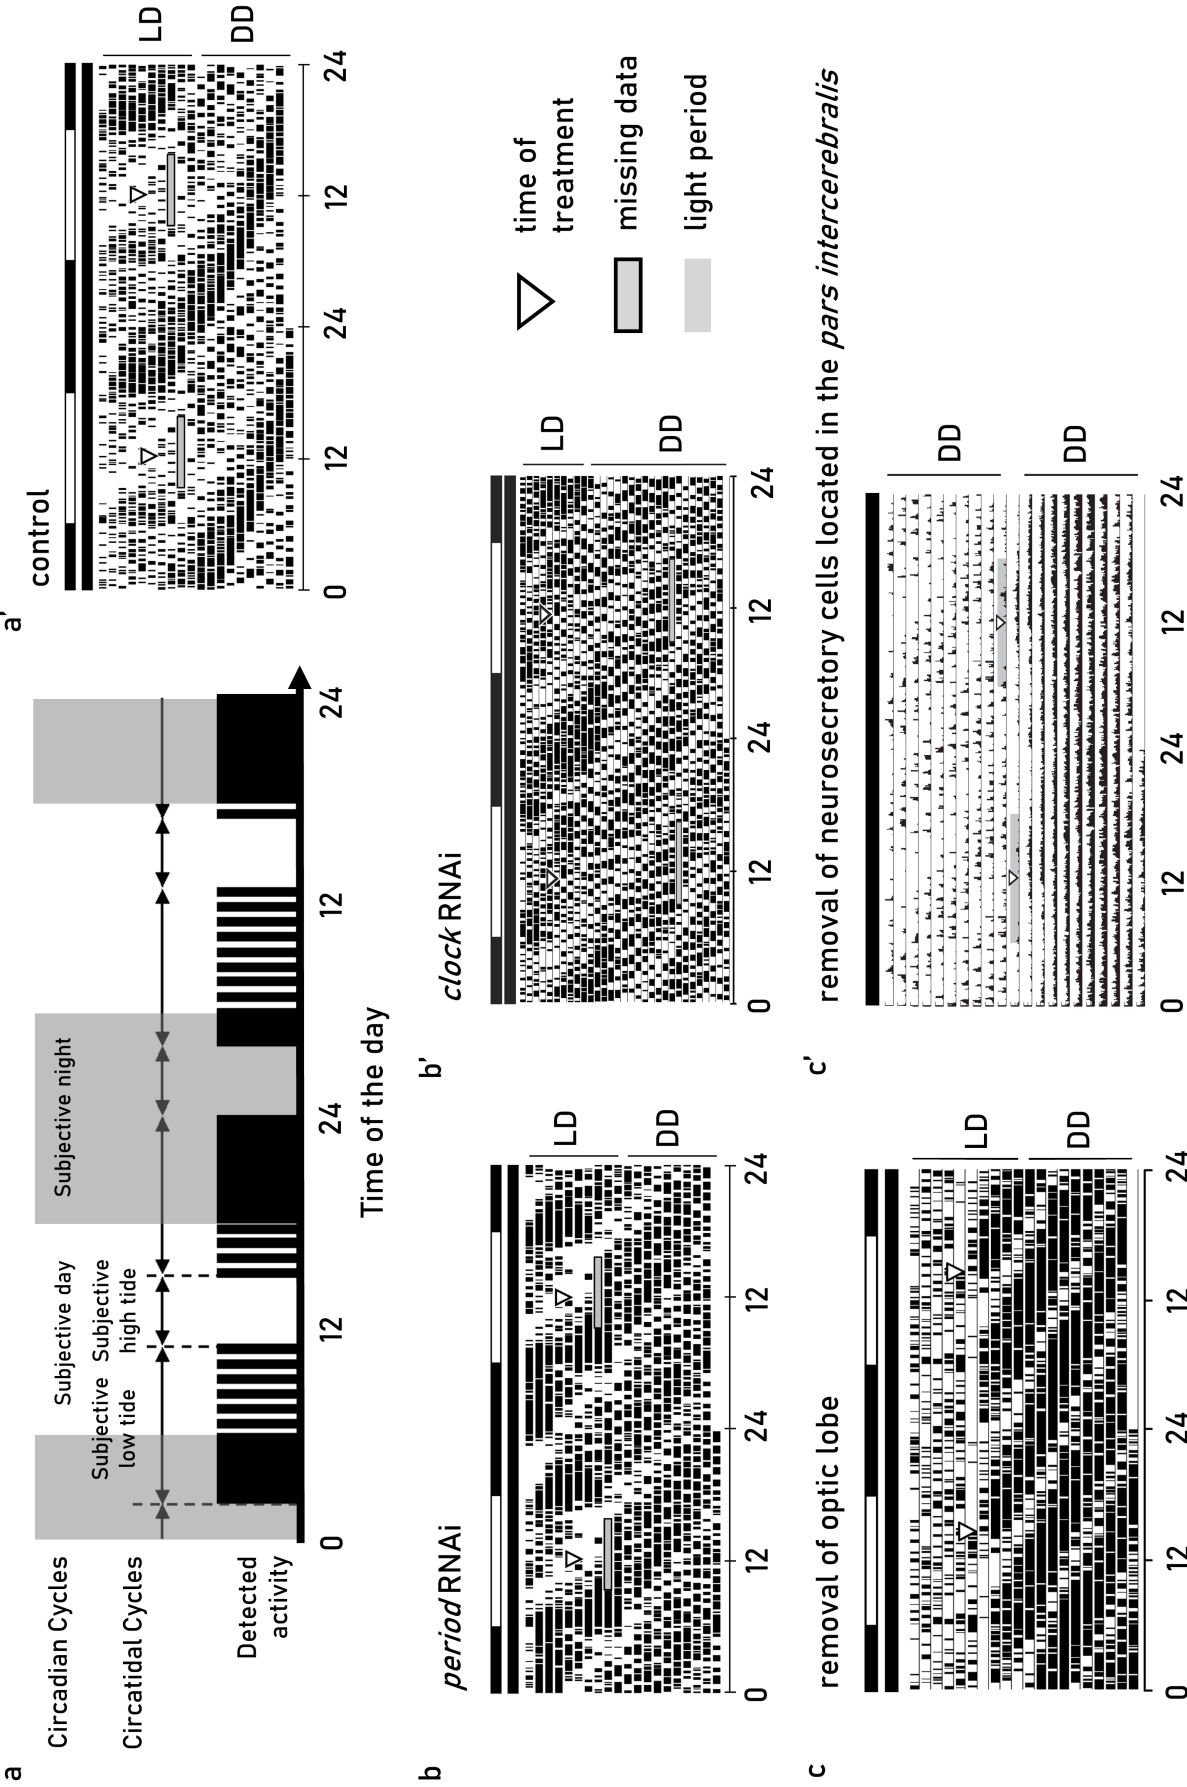 a
Circadian Cycles
Circatidal Cycles
Detected
activity
Subjective day
Subjective night
Subjective
low tide
Subjective
high tide
0
12
24
12
24
Time of the day
a’
control
LD
DD
0
12
24
12
24
b
period RNAi
LD
DD
0
12
24
12
24
b’
clock RNAi
LD
DD
0
12
24
12
24
time of
treatment
missing data
light period
c
removal of optic lobe
LD
DD
0
12
24
12
24
c’
removal of neurosecretory cells located in the pars intercerebralis
DD
DD
0
12
24
12
24